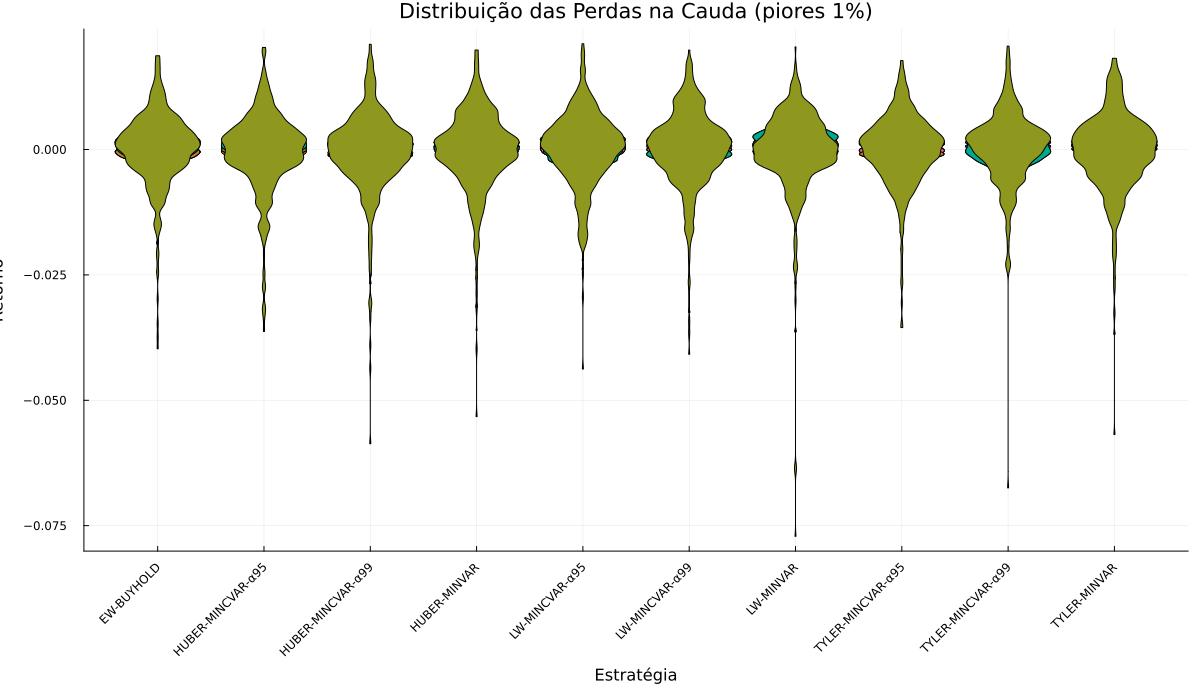 Distribuição das Perdas na Cauda (piores 1%)
0.000
−0.025
−0.050
−0.075
EW-BUYHOLD
HUBER-MINCVAR-α95
HUBER-MINCVAR-α99
HUBER-MINVAR
LW-MINCVAR-α95
LW-MINCVAR-α99
LW-MINVAR
TYLER-MINCVAR-α95
TYLER-MINCVAR-α99
TYLER-MINVAR
Estratégia